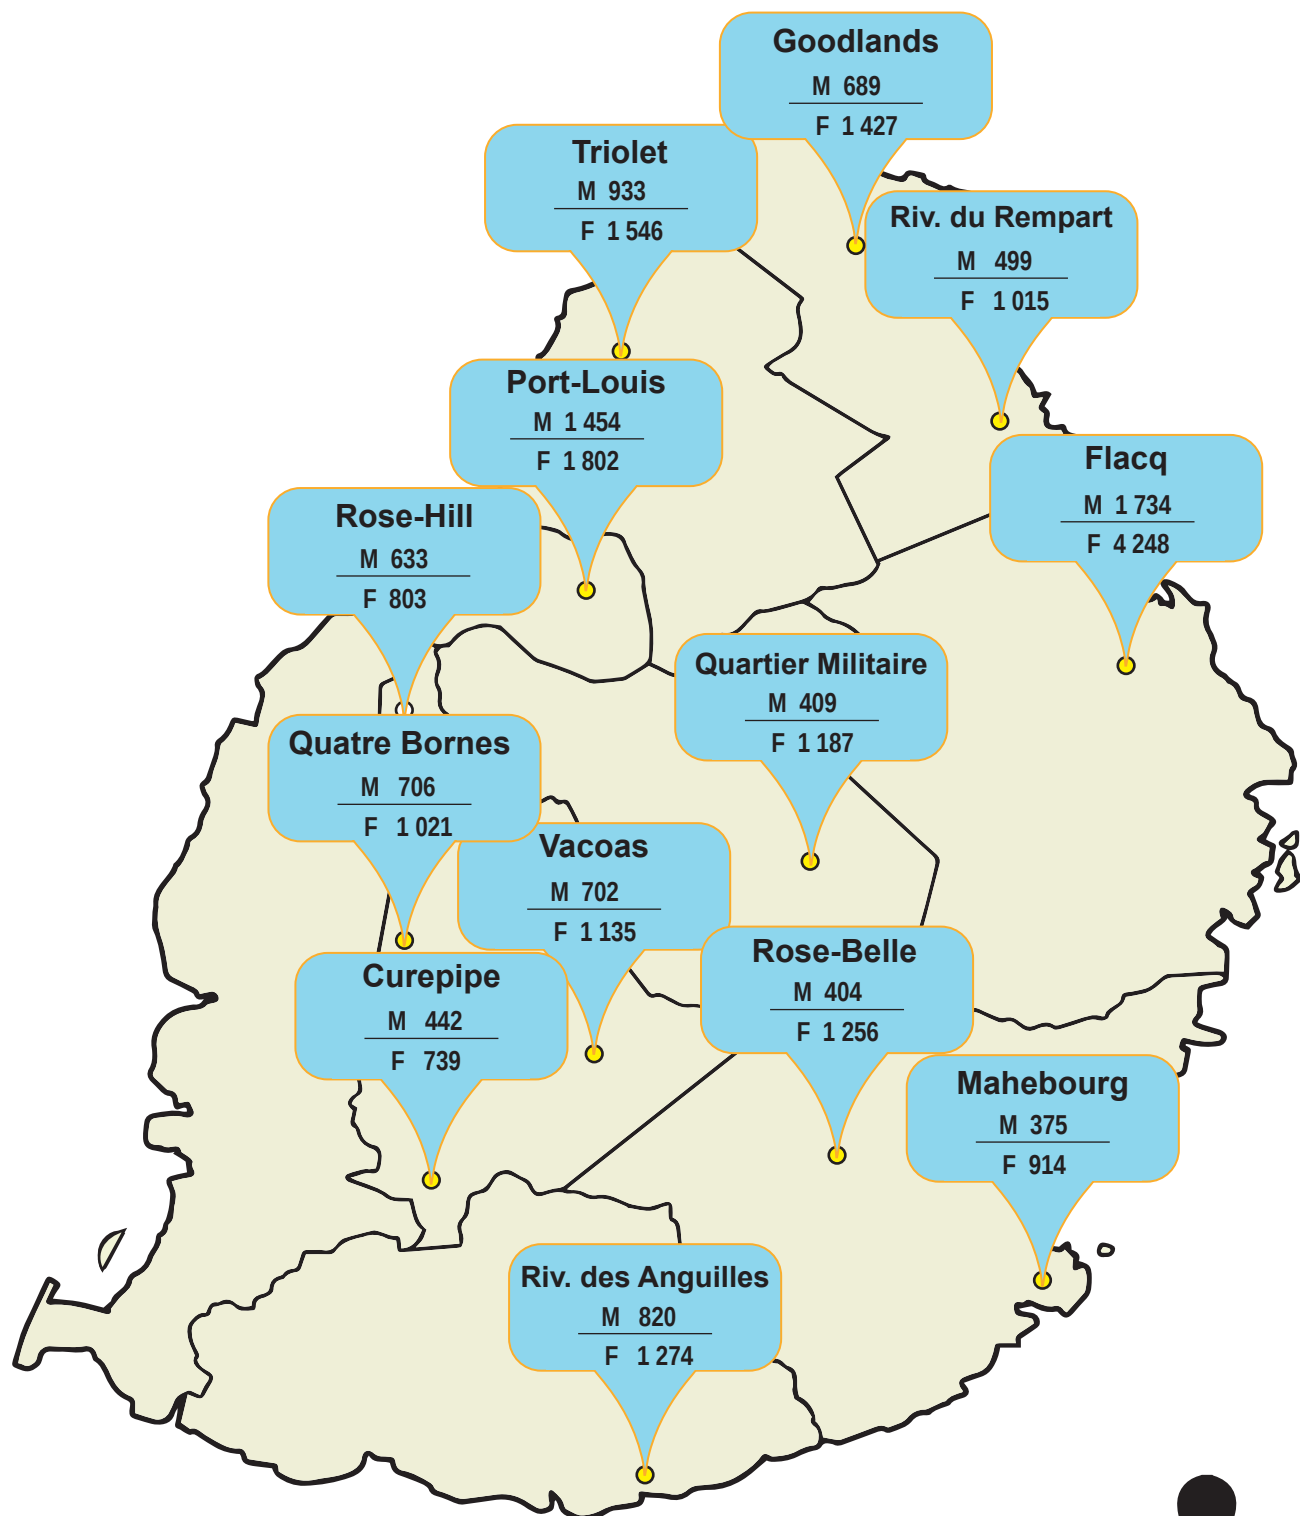 Goodlands
M 689
F 1 427
Triolet
M 933
F 1 546
Riv. du Rempart
M 499
F 1 015
Port-Louis
M 1 454
F 1 802
Flacq
M 1 734
F 4 248
Rose-Hill
M 633
F 803
Quartier Militaire
M 409
F 1 187
Quatre Bornes
M 706
F 1 021
Vacoas
M 702
F 1 135
Rose-Belle
M 404
F 1 256
Curepipe
M 442
F 739
Mahebourg
M 375
F 914
Riv. des Anguilles
M 820
F 1 274